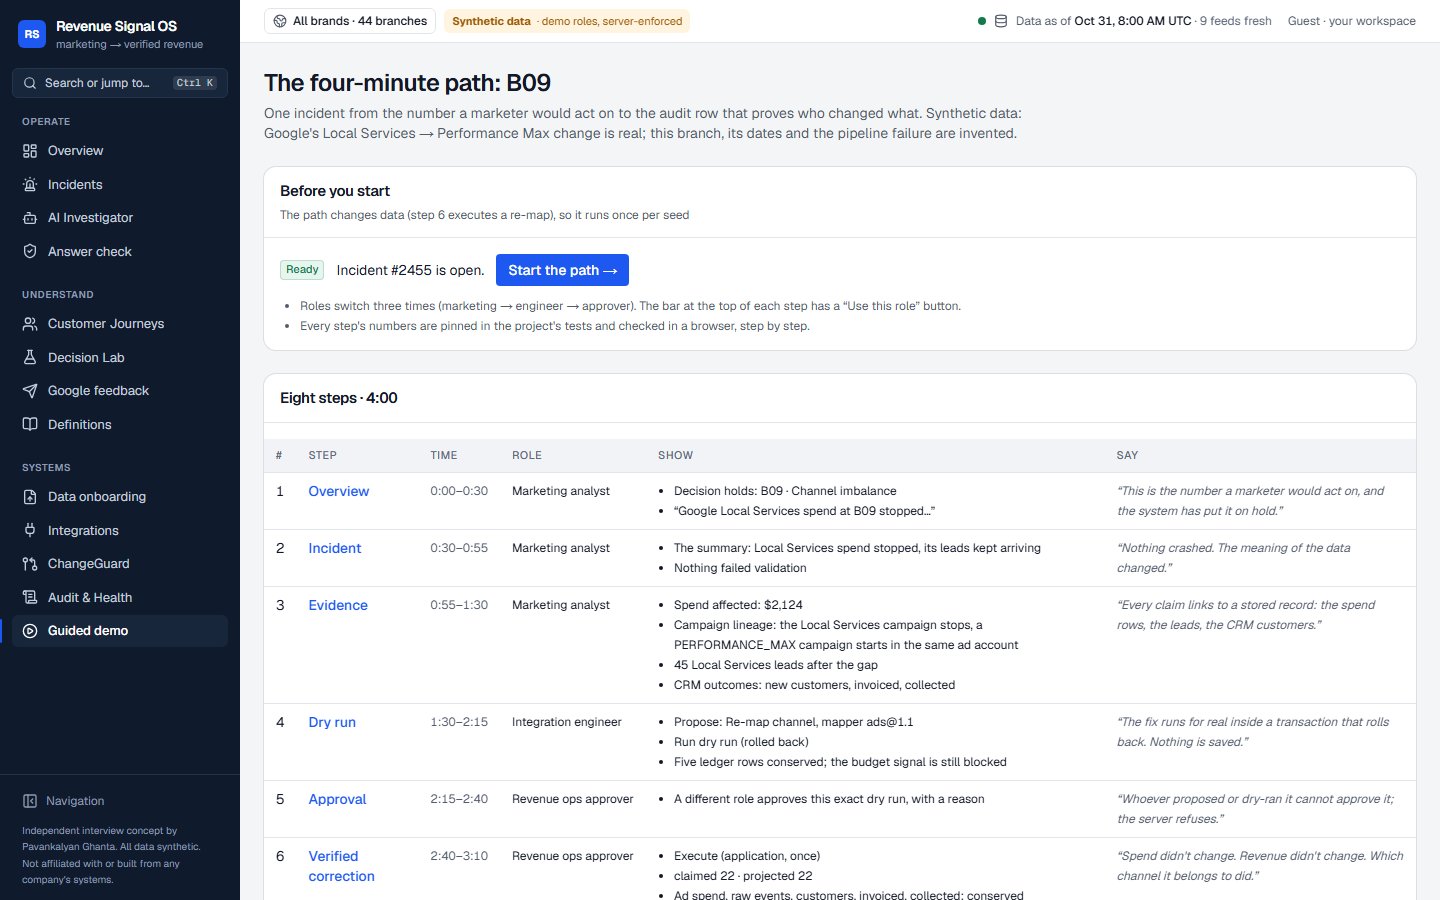 RS
Revenue Signal OS
marketing → verified revenue
Search or jump to...
Ctrl K
OPERATE
Overview
Incidents
AI Investigator
Answer check
UNDERSTAND
Customer Journeys
Decision Lab
Google feedback
Definitions
SYSTEMS
Data onboarding
Integrations
ChangeGuard
Audit & Health
Guided demo
Navigation
Independent interview concept by
Pavankalyan Ghanta. All data synthetic.
Not affiliated with or built from any
company's systems.
All brands · 44 branches
Synthetic data · demo roles, server-enforced
Data as of Oct 31, 8:00 AM UTC · 9 feeds fresh
Guest · your workspace
The four-minute path: B09
One incident from the number a marketer would act on to the audit row that proves who changed what. Synthetic data:
Google's Local Services → Performance Max change is real; this branch, its dates and the pipeline failure are invented.
Before you start
The path changes data (step 6 executes a re-map), so it runs once per seed
Ready
Incident #2455 is open.
Start the path →
• Roles switch three times (marketing → engineer → approver). The bar at the top of each step has a “Use this role” button.
• Every step's numbers are pinned in the project's tests and checked in a browser, step by step.
Eight steps · 4:00
# STEP TIME ROLE SHOW SAY
1 Overview 0:00–0:30 Marketing analyst
• Decision holds: B09 · Channel imbalance
• “Google Local Services spend at B09 stopped…”
“This is the number a marketer would act on, and
the system has put it on hold.”
2 Incident 0:30–0:55 Marketing analyst
• The summary: Local Services spend stopped, its leads kept arriving
• Nothing failed validation
“Nothing crashed. The meaning of the data
changed.”
3 Evidence 0:55–1:30 Marketing analyst
• Spend affected: $2,124
• Campaign lineage: the Local Services campaign stops, a
PERFORMANCE_MAX campaign starts in the same ad account
• 45 Local Services leads after the gap
• CRM outcomes: new customers, invoiced, collected
“Every claim links to a stored record: the spend
rows, the leads, the CRM customers.”
4 Dry run 1:30–2:15 Integration engineer
• Propose: Re-map channel, mapper ads@1.1
• Run dry run (rolled back)
• Five ledger rows conserved; the budget signal is still blocked
“The fix runs for real inside a transaction that rolls
back. Nothing is saved.”
5 Approval 2:15–2:40 Revenue ops approver
• A different role approves this exact dry run, with a reason
“Whoever proposed or dry-ran it cannot approve it;
the server refuses.”
6 Verified
correction
2:40–3:10 Revenue ops approver
• Execute (application, once)
• claimed 22 · projected 22
• Ad spend, raw events, customers, invoiced, collected: conserved
“Spend didn't change. Revenue didn't change. Which
channel it belongs to did.”